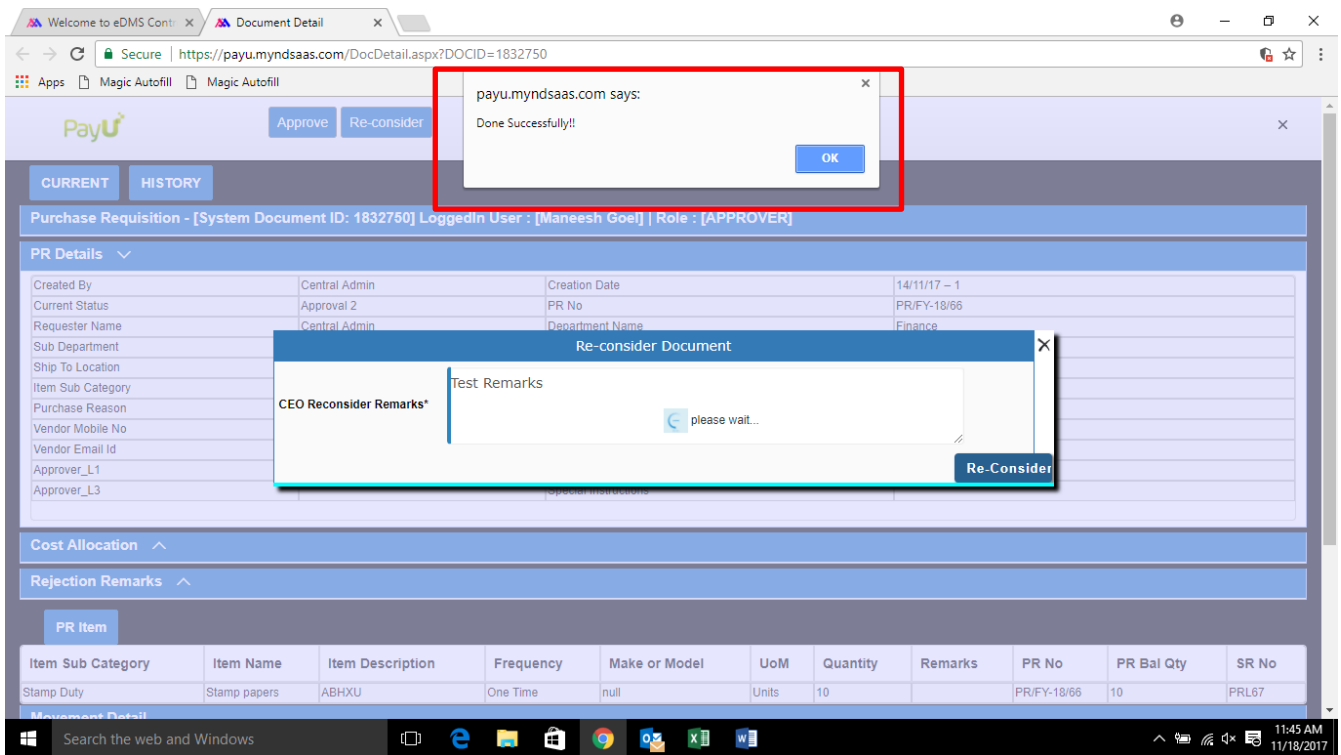 Welcome to eDMS Contr
Document Detail
Secure https://payu.myndsaas.com/DocDetail.aspx?DOCID=1832750
Apps Magic Autofill Magic Autofill
payu.myndsaas.com says:
Done Successfully!!
OK
PayU Approve Re-consider
CURRENT HISTORY
Purchase Requisition - [System Document ID: 1832750] LoggedIn User : [Maneesh Goel] | Role : [APPROVER]
PR Details
Created By Central Admin Creation Date 14/11/17 – 1
Current Status Approval 2 PR No PR/FY-18/66
Requester Name Central Admin Department Name Finance
Sub Department
Ship To Location
Item Sub Category
Purchase Reason
Vendor Mobile No
Vendor Email Id
Approver_L1
Approver_L3 Special Instructions
Re-consider Document
CEO Reconsider Remarks*
Test Remarks
please wait...
Re-Consider
Cost Allocation
Rejection Remarks
PR Item
Item Sub Category Item Name Item Description Frequency Make or Model UoM Quantity Remarks PR No PR Bal Qty SR No
Stamp Duty Stamp papers ABHXU One Time null Units 10 PR/FY-18/66 10 PRL67
Movement Detail
Search the web and Windows
11:45 AM
11/18/2017